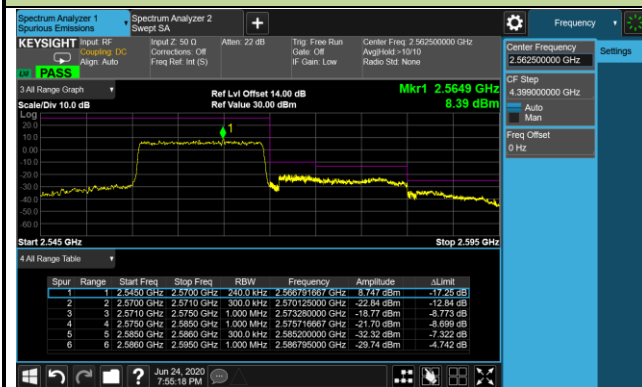 Spectrum Analyzer 1
Spurious Emissions
Spectrum Analyzer 2
Swept SA
+
Frequency
KEYSIGHT
Input: RF
Coupling: DC
Align: Auto
Input Z: 50 Ω
Corrections: Off
Freq Ref: Int (S)
Atten: 22 dB
Trig: Free Run
Gate: Off
IF Gain: Low
Center Freq: 2.562500000 GHz
Avg|Hold:>10/10
Radio Std: None
PASS
Center Frequency
2.562500000 GHz
Settings
CF Step
4.399000000 GHz
Auto
Man
Freq Offset
0 Hz
3 All Range Graph
Scale/Div 10.0 dB
Ref Lvl Offset 14.00 dB
Ref Value 30.00 dBm
Mkr1 2.5649 GHz
8.39 dBm
Log
20.0
10.0
0.00
-10.0
-20.0
-30.0
-40.0
-50.0
-60.0
1
Start 2.545 GHz
Stop 2.595 GHz
4 All Range Table
Spur Range Start Freq Stop Freq RBW Frequency Amplitude ΔLimit
1 1 2.5450 GHz 2.5700 GHz 240.0 kHz 2.566791667 GHz 8.747 dBm -17.25 dB
2 2 2.5700 GHz 2.5710 GHz 300.0 kHz 2.570125000 GHz -22.84 dBm -12.84 dB
3 3 2.5710 GHz 2.5750 GHz 1.000 MHz 2.573280000 GHz -18.77 dBm -8.773 dB
4 4 2.5750 GHz 2.5850 GHz 1.000 MHz 2.575716667 GHz -21.70 dBm -8.699 dB
5 5 2.5850 GHz 2.5860 GHz 300.0 kHz 2.585200000 GHz -32.32 dBm -7.322 dB
6 6 2.5860 GHz 2.5950 GHz 1.000 MHz 2.586795000 GHz -29.74 dBm -4.742 dB
?
Jun 24, 2020
7:55:18 PM